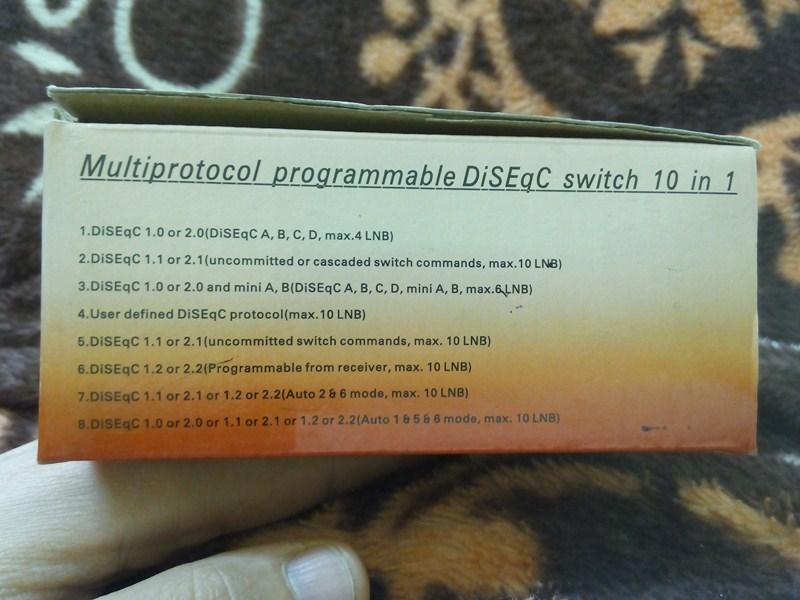 Multiprotocol programmable DiSEqC switch 10 in 1
1.DiSEqC 1.0 or 2.0(DiSEqC A, B, C, D, max.4 LNB)
2.DiSEqC 1.1 or 2.1(uncommitted or cascaded switch commands, max.10 LNB)
3.DiSEqC 1.0 or 2.0 and mini A, B(DiSEqC A, B, C, D, mini A, B, max.6 LNB)
4.User defined DiSEqC protocol(max.10 LNB)
5.DiSEqC 1.1 or 2.1(uncommitted switch commands, max. 10 LNB)
6.DiSEqC 1.2 or 2.2(Programmable from receiver, max. 10 LNB)
7.DiSEqC 1.1 or 2.1 or 1.2 or 2.2(Auto 2 & 6 mode, max. 10 LNB)
8.DiSEqC 1.0 or 2.0 or 1.1 or 2.1 or 1.2 or 2.2(Auto 1 & 5 & 6 mode, max. 10 LNB)